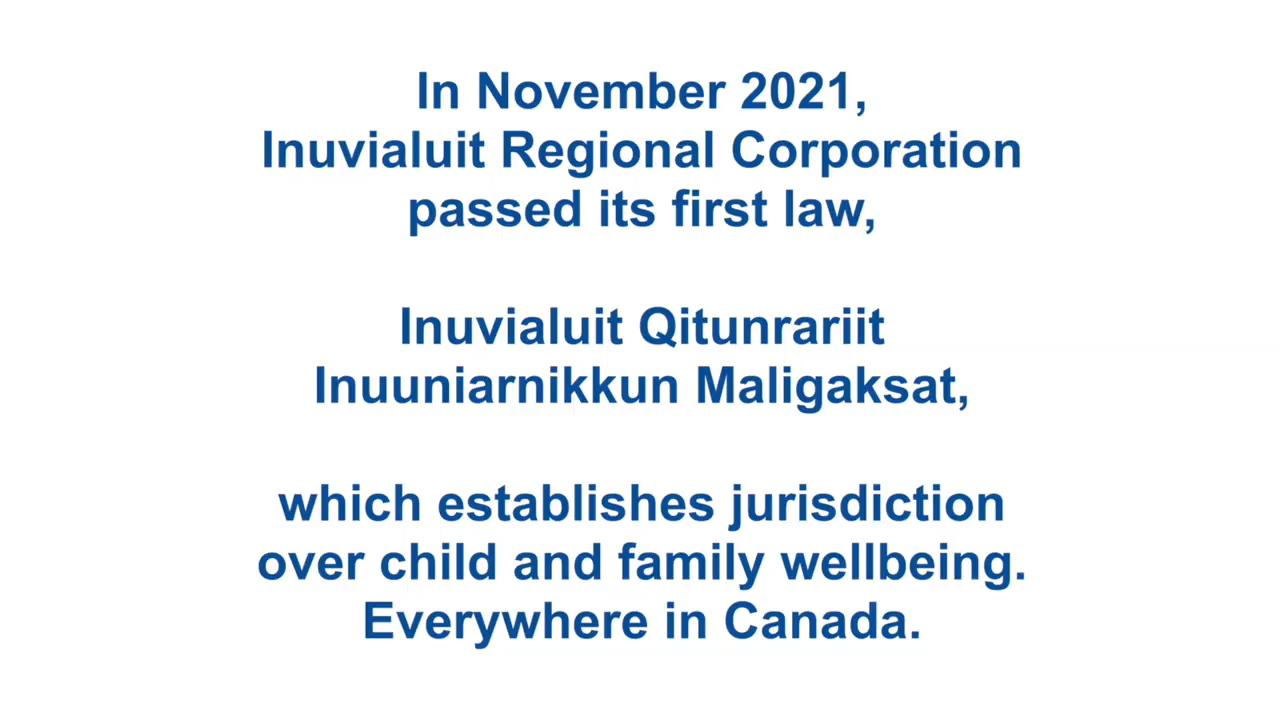 In November 2021,
Inuvialuit Regional Corporation
passed its first law,
Inuvialuit Qitunrariit
Inuuniarnikkun Maligaksat,
which establishes jurisdiction
over child and family wellbeing.
Everywhere in Canada.